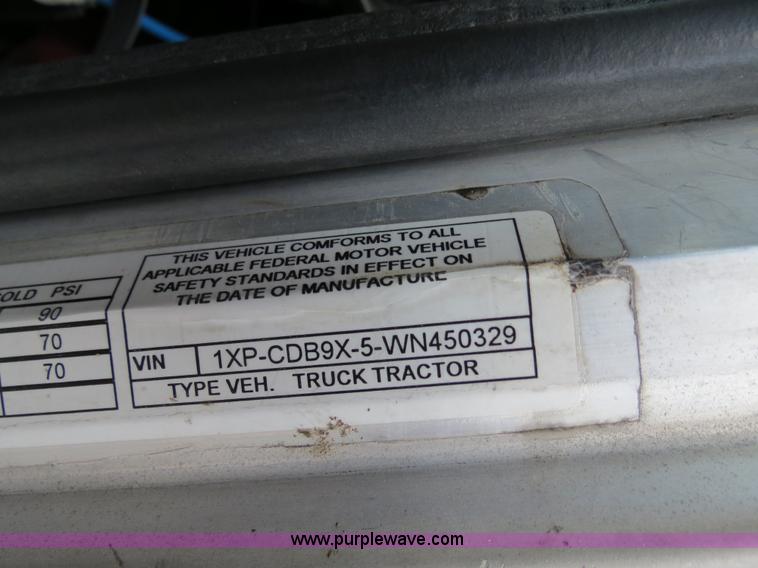 OLD PSI
90
70
70
THIS VEHICLE COMFORMS TO ALL
APPLICABLE FEDERAL MOTOR VEHICLE
SAFETY STANDARDS IN EFFECT ON
THE DATE OF MANUFACTURE
VIN 1XP-CDB9X-5-WN450329
TYPE VEH. TRUCK TRACTOR
www.purplewave.com